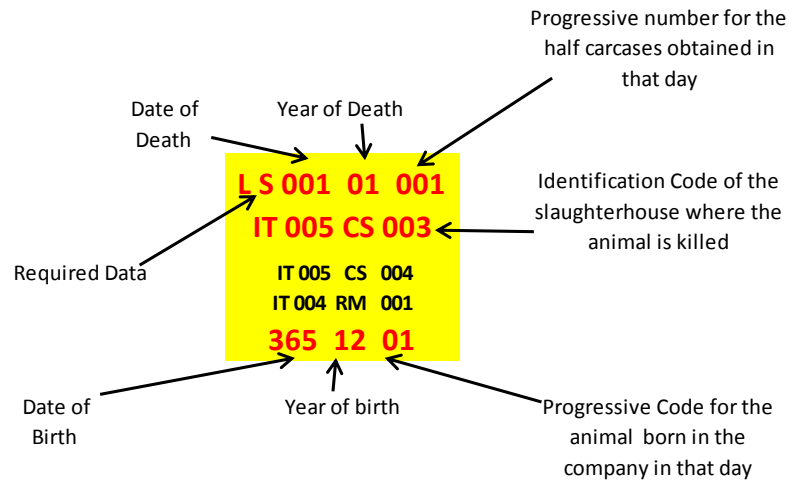 Progressive number for the
half carcases obtained in
that day
Date of
Death
Year of Death
L S 001 01 001
IT 005 CS 003
Identification Code of the
slaughterhouse where the
animal is killed
Required Data
IT 005 CS 004
IT 004 RM 001
365 12 01
Date of
Birth
Year of birth
Progressive Code for the
animal born in the
company in that day